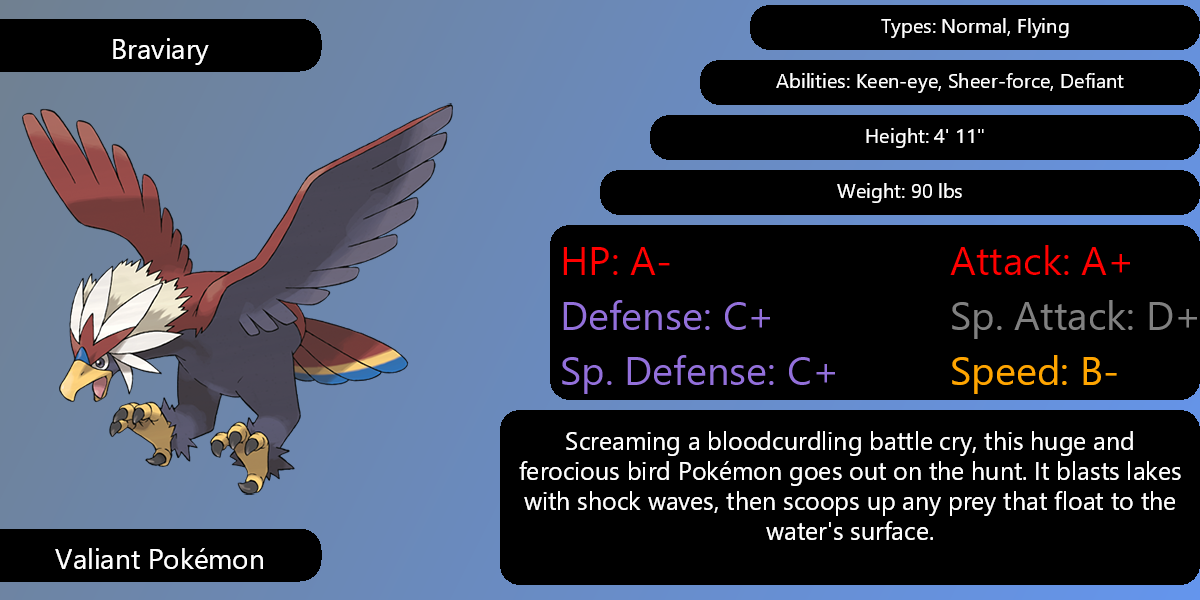 Braviary
Types: Normal, Flying
Abilities: Keen-eye, Sheer-force, Defiant
Height: 4' 11"
Weight: 90 lbs
HP: A-
Attack: A+
Defense: C+
Sp. Attack: D+
Sp. Defense: C+
Speed: B-
Screaming a bloodcurdling battle cry, this huge and
ferocious bird Pokémon goes out on the hunt. It blasts lakes
with shock waves, then scoops up any prey that float to the
water's surface.
Valiant Pokémon